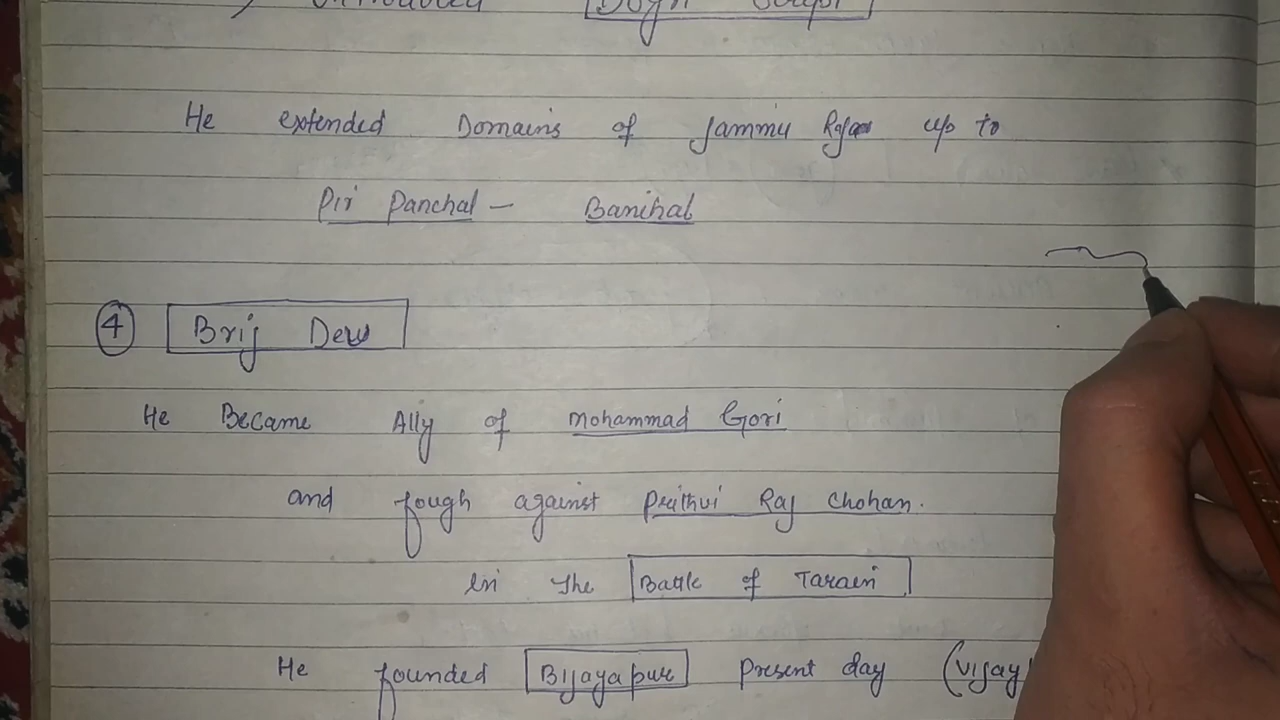 He extended Domains of Jammu Rajas up to
Pir Panchal - Banihal
4 Brij Dev
He Became Ally of Mohammad Gori
and fough against Prithvi Raj Chohan.
in the Battle of Tarain
He founded Bijayapur Present day (Vijay